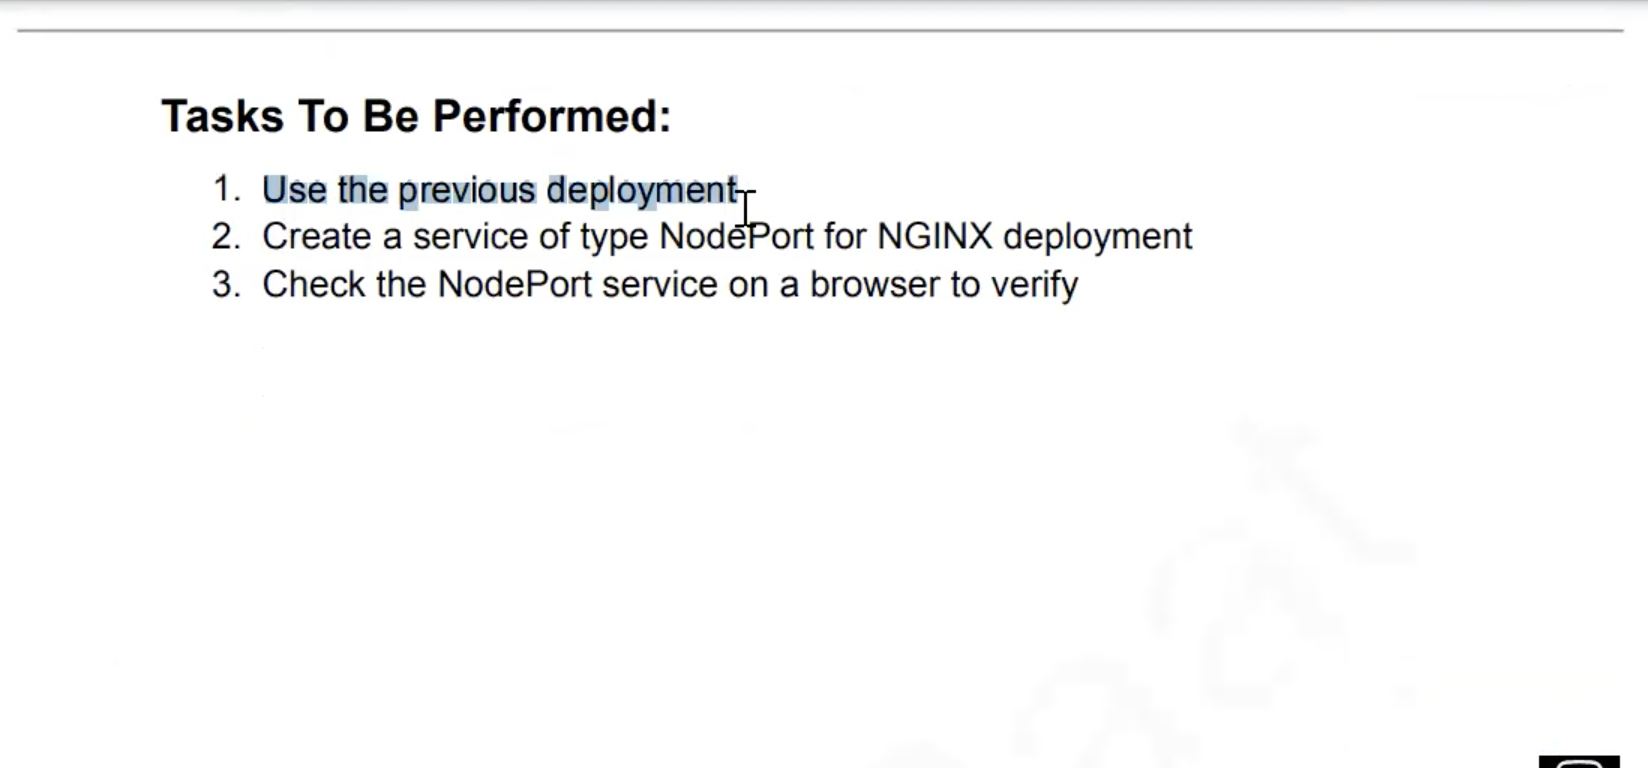 Tasks To Be Performed:
1. Use the previous deployment
2. Create a service of type NodePort for NGINX deployment
3. Check the NodePort service on a browser to verify